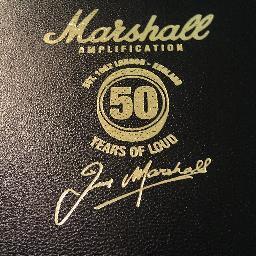 Marshall
AMPLIFICATION
EST. 1962 LONDON - ENGLAND
50
YEARS OF LOUD
Jim Marshall